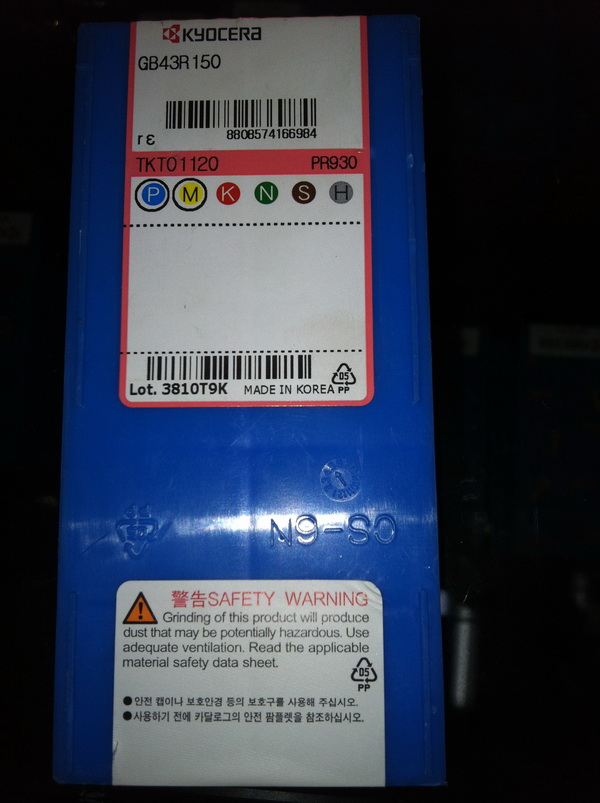 KYOCERA
GB43R150
8808574166984
TKT01120 PR930
P M K N S H
Lot. 3810T9K MADE IN KOREA
05
PP
警告SAFETY WARNING
Grinding of this product will produce
dust that may be potentially hazardous. Use
adequate ventilation. Read the applicable
material safety data sheet.
05
PP
●안전 캡이나 보호안경 등의 보호구를 사용해 주십시오.
●사용하기 전에 카달로그의 안전 팜플렛을 참조하십시오.